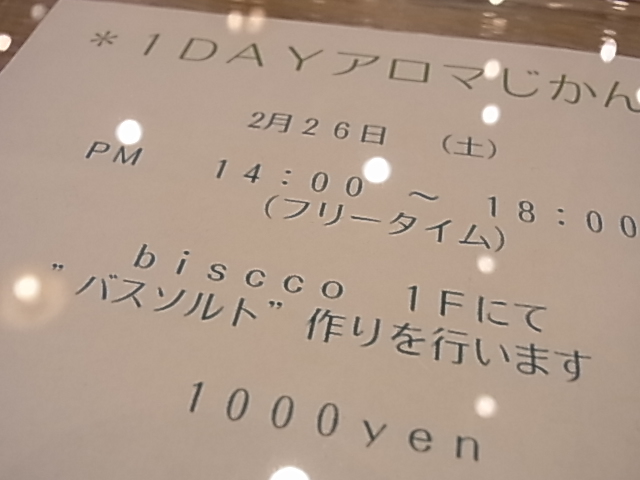 *１DAYアロマじかん
2月２６日　（土）
PM　１４：００　～　１８：００
（フリータイム）
biscco　１Fにて
"バスソルト"作りを行います
１０００yen